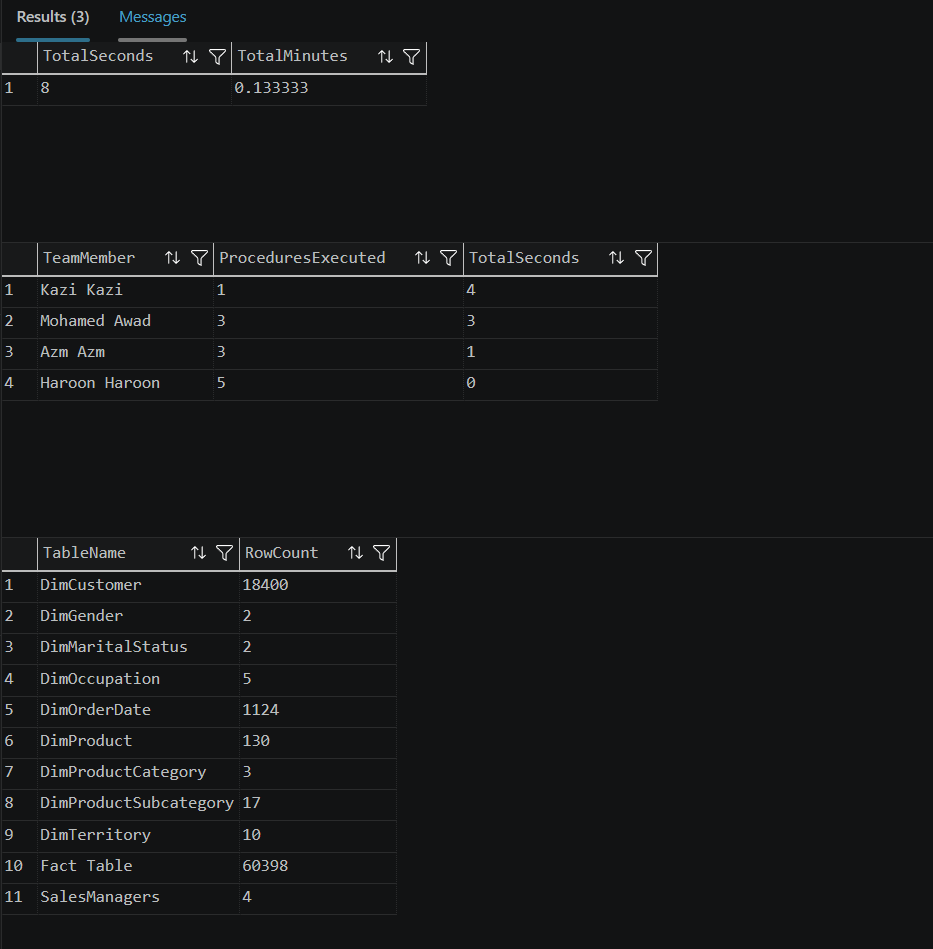 Results (3) Messages
TotalSeconds TotalMinutes
1 8 0.133333
TeamMember ProceduresExecuted TotalSeconds
1 Kazi Kazi 1 4
2 Mohamed Awad 3 3
3 Azm Azm 3 1
4 Haroon Haroon 5 0
TableName RowCount
1 DimCustomer 18400
2 DimGender 2
3 DimMaritalStatus 2
4 DimOccupation 5
5 DimOrderDate 1124
6 DimProduct 130
7 DimProductCategory 3
8 DimProductSubcategory 17
9 DimTerritory 10
10 Fact Table 60398
11 SalesManagers 4